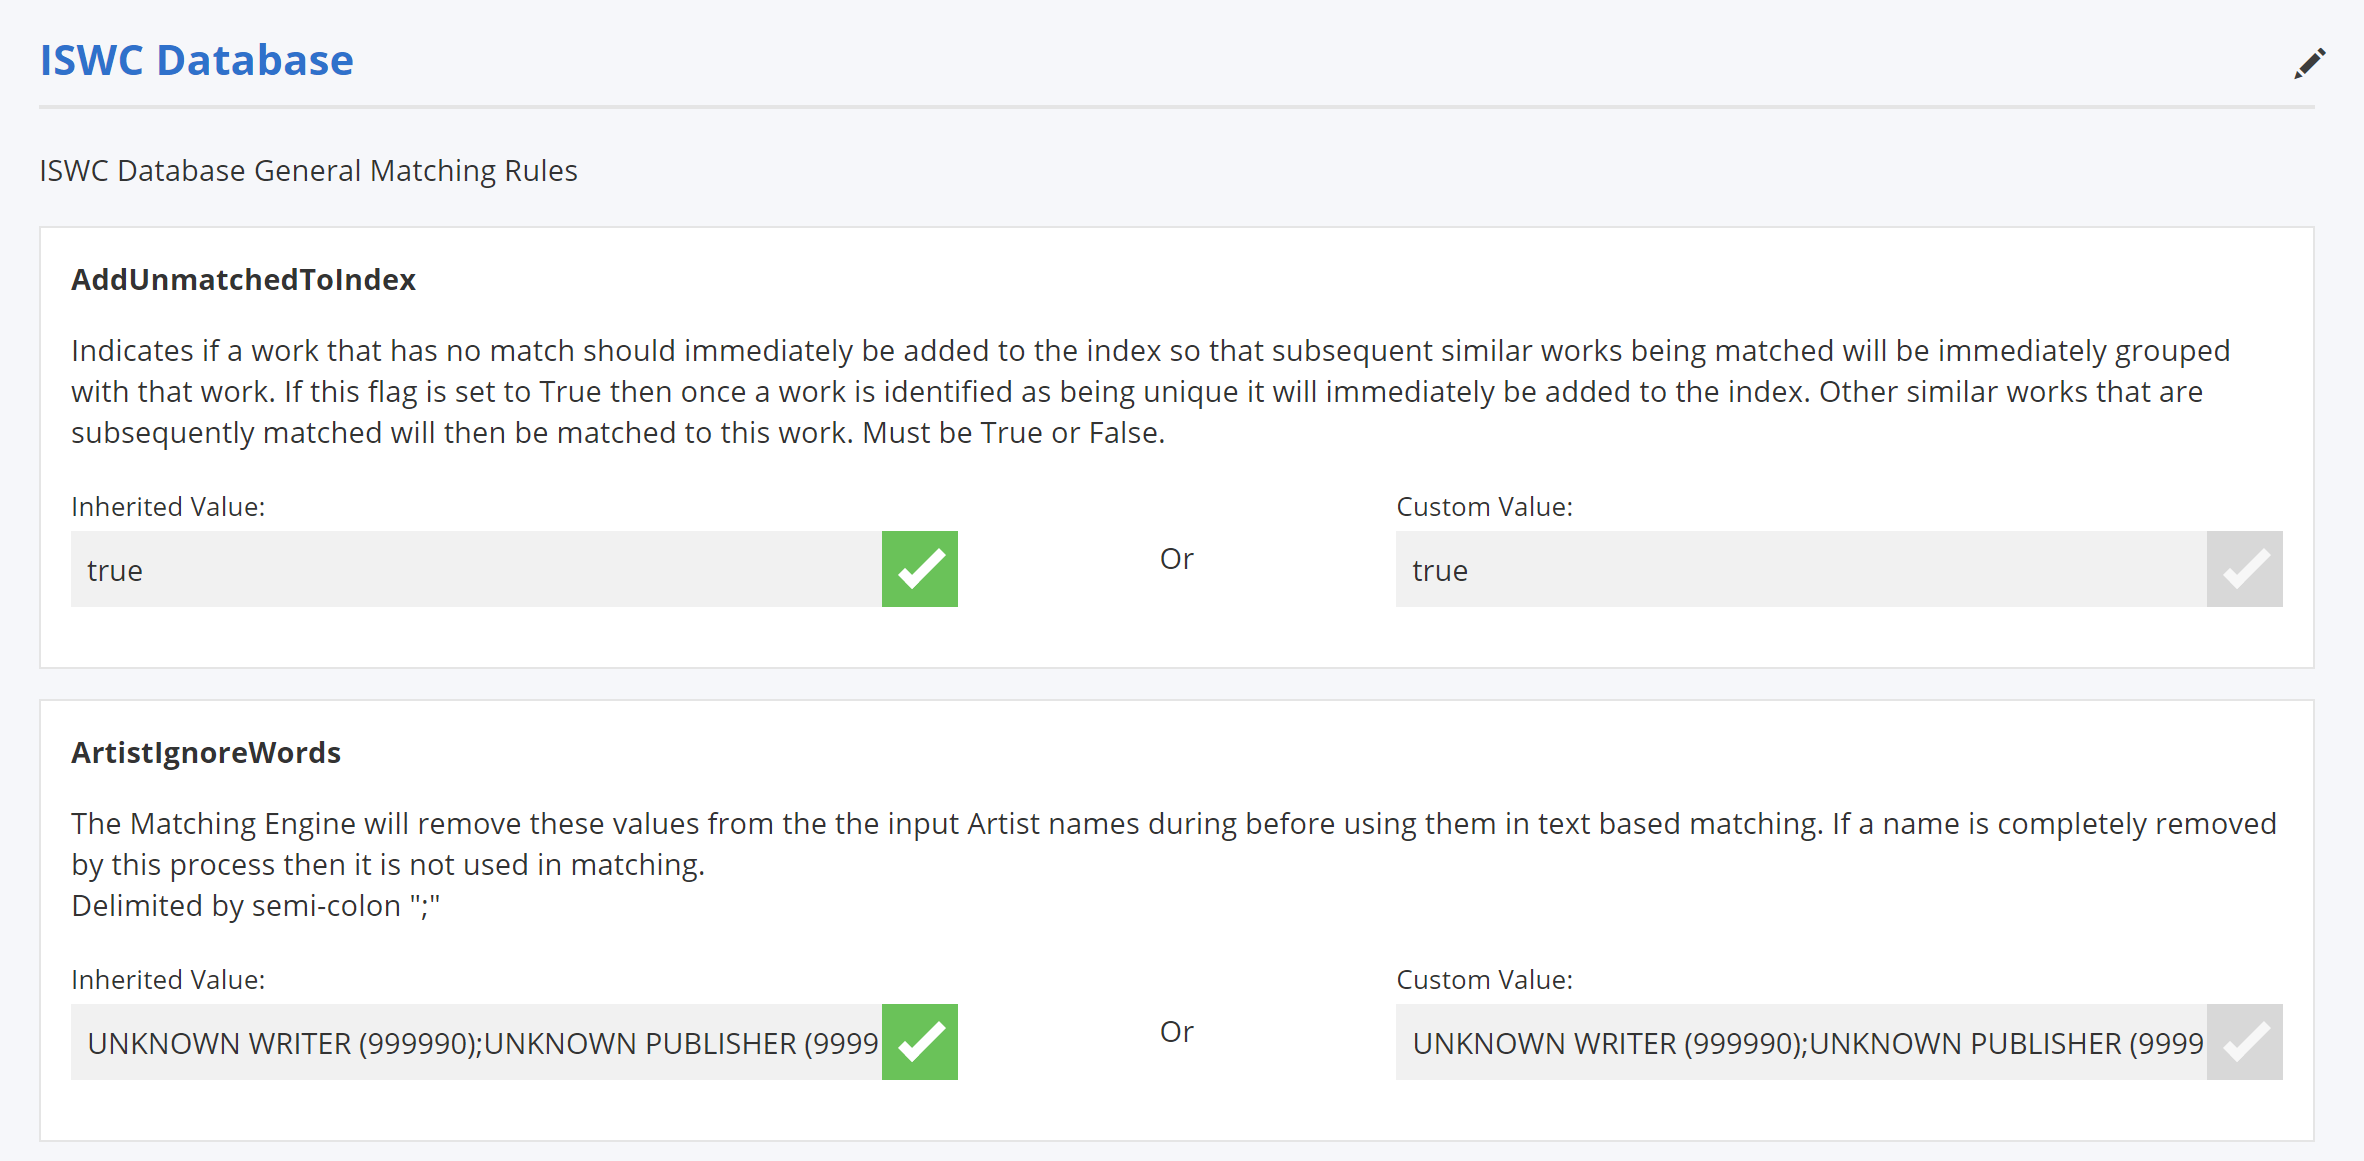 ISWC Database
ISWC Database General Matching Rules
AddUnmatchedToIndex
Indicates if a work that has no match should immediately be added to the index so that subsequent similar works being matched will be immediately grouped
with that work. If this flag is set to True then once a work is identified as being unique it will immediately be added to the index. Other similar works that are
subsequently matched will then be matched to this work. Must be True or False.
Inherited Value:
Custom Value:
true
Or
true
ArtistIgnoreWords
The Matching Engine will remove these values from the the input Artist names during before using them in text based matching. If a name is completely removed
by this process then it is not used in matching.
Delimited by semi-colon ";"
Inherited Value:
Custom Value:
UNKNOWN WRITER (999990);UNKNOWN PUBLISHER (9999
Or
UNKNOWN WRITER (999990);UNKNOWN PUBLISHER (9999